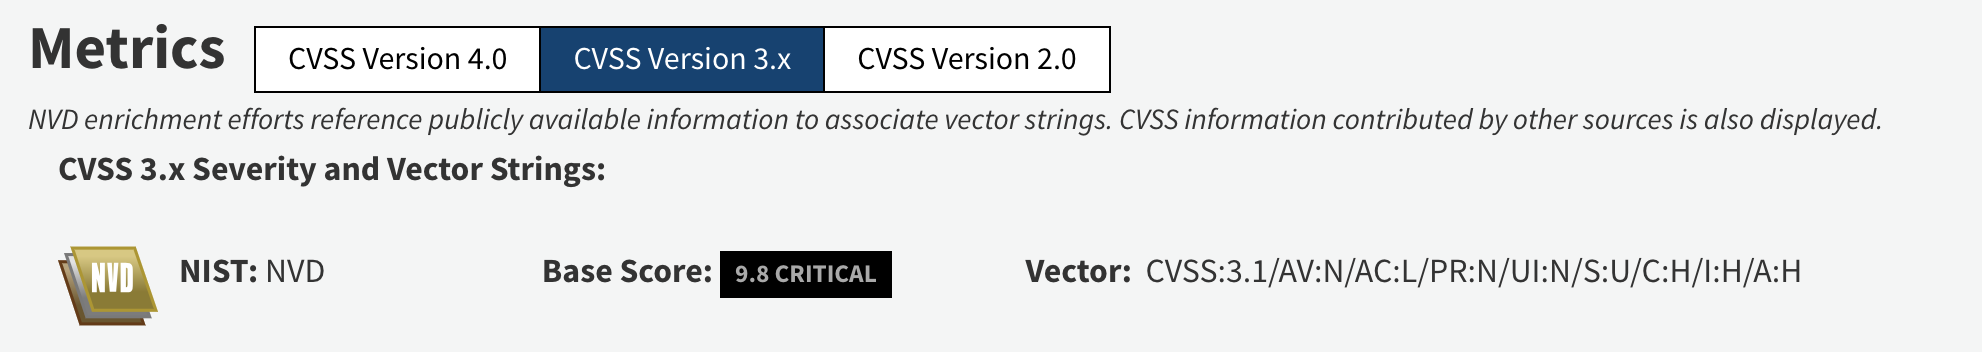 Metrics CVSS Version 4.0 CVSS Version 3.x CVSS Version 2.0
NVD enrichment efforts reference publicly available information to associate vector strings. CVSS information contributed by other sources is also displayed.
CVSS 3.x Severity and Vector Strings:
NVD NIST: NVD Base Score: 9.8 CRITICAL Vector: CVSS:3.1/AV:N/AC:L/PR:N/UI:N/S:U/C:H/I:H/A:H